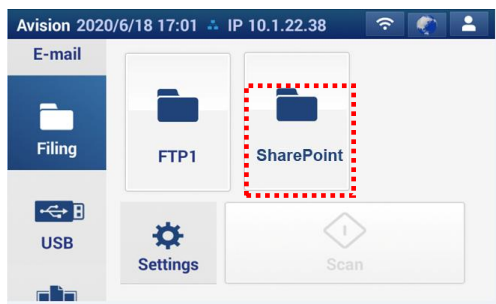 Avision 2020/6/18 17:01 IP 10.1.22.38
E-mail
Filing
FTP1
SharePoint
USB
Settings
Scan